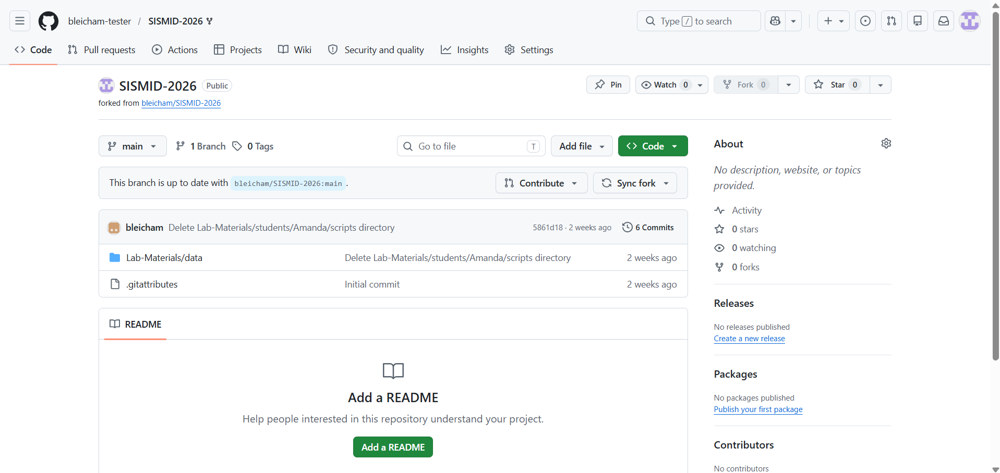 bleicham-tester / SISMID-2026
Type / to search
Code
Pull requests
Actions
Projects
Wiki
Security and quality
Insights
Settings
SISMID-2026 Public
Pin
Watch 0
Fork 0
Star 0
forked from bleicham/SISMID-2026
main
1 Branch
0 Tags
Go to file T
Add file
Code
This branch is up to date with bleicham/SISMID-2026:main .
Contribute
Sync fork
bleicham Delete Lab-Materials/students/Amanda/scripts directory 5861d18 · 2 weeks ago 6 Commits
Lab-Materials/data Delete Lab-Materials/students/Amanda/scripts directory 2 weeks ago
.gitattributes Initial commit 2 weeks ago
README
Add a README
Help people interested in this repository understand your project.
Add a README
About
No description, website, or topics
provided.
Activity
0 stars
0 watching
0 forks
Releases
No releases published
Create a new release
Packages
No packages published
Publish your first package
Contributors
No contributors